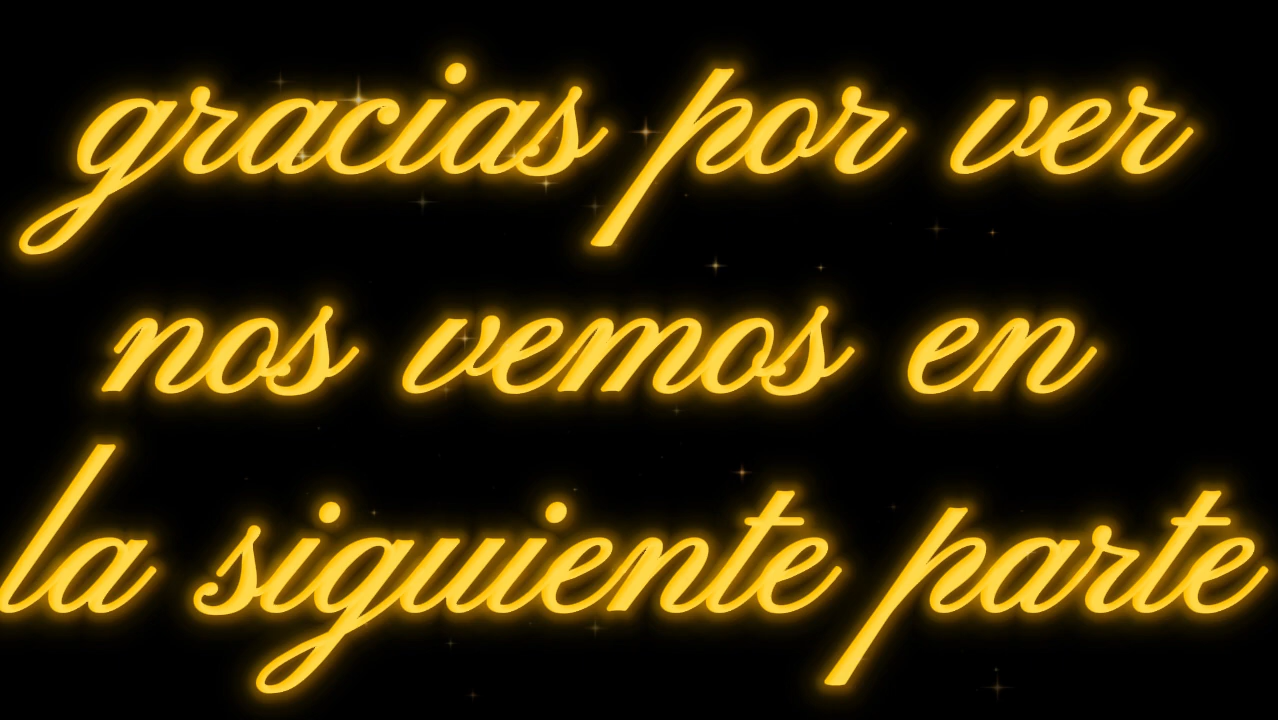 gracias por ver
nos vemos en
la siguiente parte